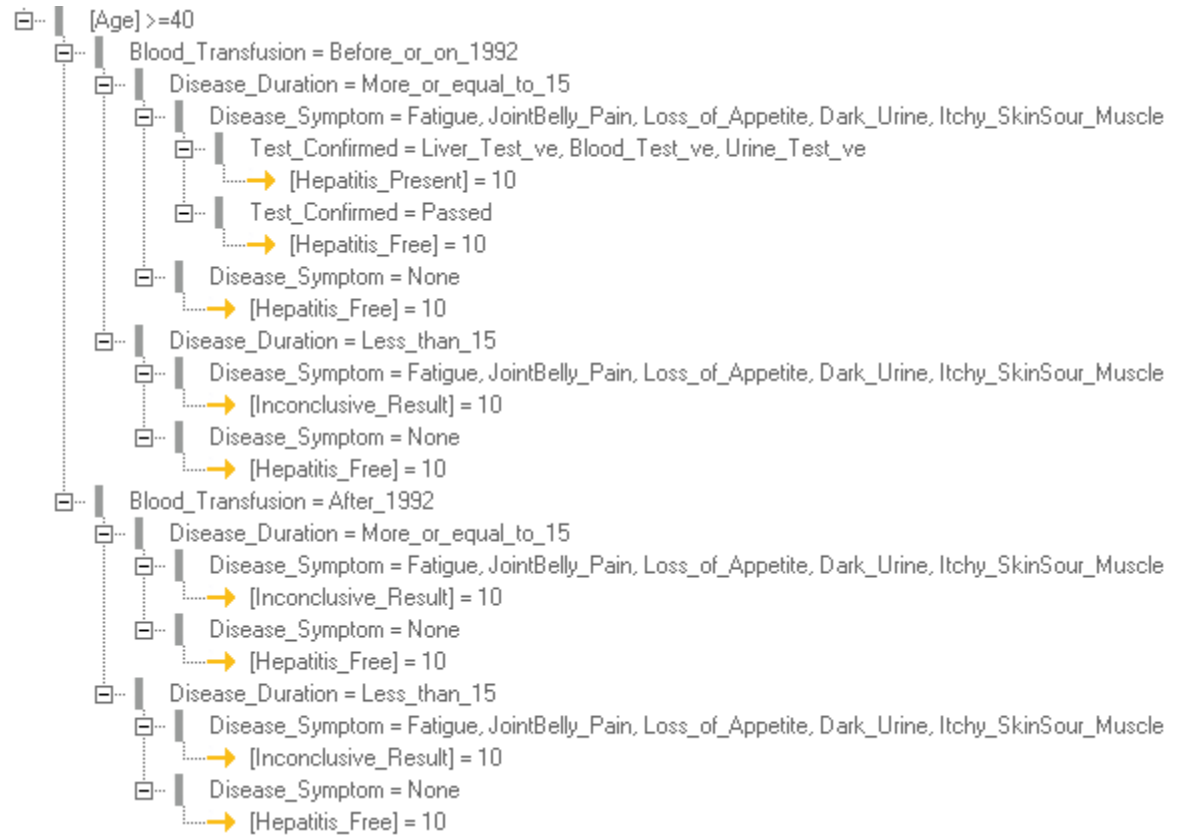 [Age] >=40
Blood_Transfusion = Before_or_on_1992
Disease_Duration = More_or_equal_to_15
Disease_Symptom = Fatigue, JointBelly_Pain, Loss_of_Appetite, Dark_Urine, Itchy_SkinSour_Muscle
Test_Confirmed = Liver_Test_ve, Blood_Test_ve, Urine_Test_ve
[Hepatitis_Present] = 10
Test_Confirmed = Passed
[Hepatitis_Free] = 10
Disease_Symptom = None
[Hepatitis_Free] = 10
Disease_Duration = Less_than_15
Disease_Symptom = Fatigue, JointBelly_Pain, Loss_of_Appetite, Dark_Urine, Itchy_SkinSour_Muscle
[Inconclusive_Result] = 10
Disease_Symptom = None
[Hepatitis_Free] = 10
Blood_Transfusion = After_1992
Disease_Duration = More_or_equal_to_15
Disease_Symptom = Fatigue, JointBelly_Pain, Loss_of_Appetite, Dark_Urine, Itchy_SkinSour_Muscle
[Inconclusive_Result] = 10
Disease_Symptom = None
[Hepatitis_Free] = 10
Disease_Duration = Less_than_15
Disease_Symptom = Fatigue, JointBelly_Pain, Loss_of_Appetite, Dark_Urine, Itchy_SkinSour_Muscle
[Inconclusive_Result] = 10
Disease_Symptom = None
[Hepatitis_Free] = 10